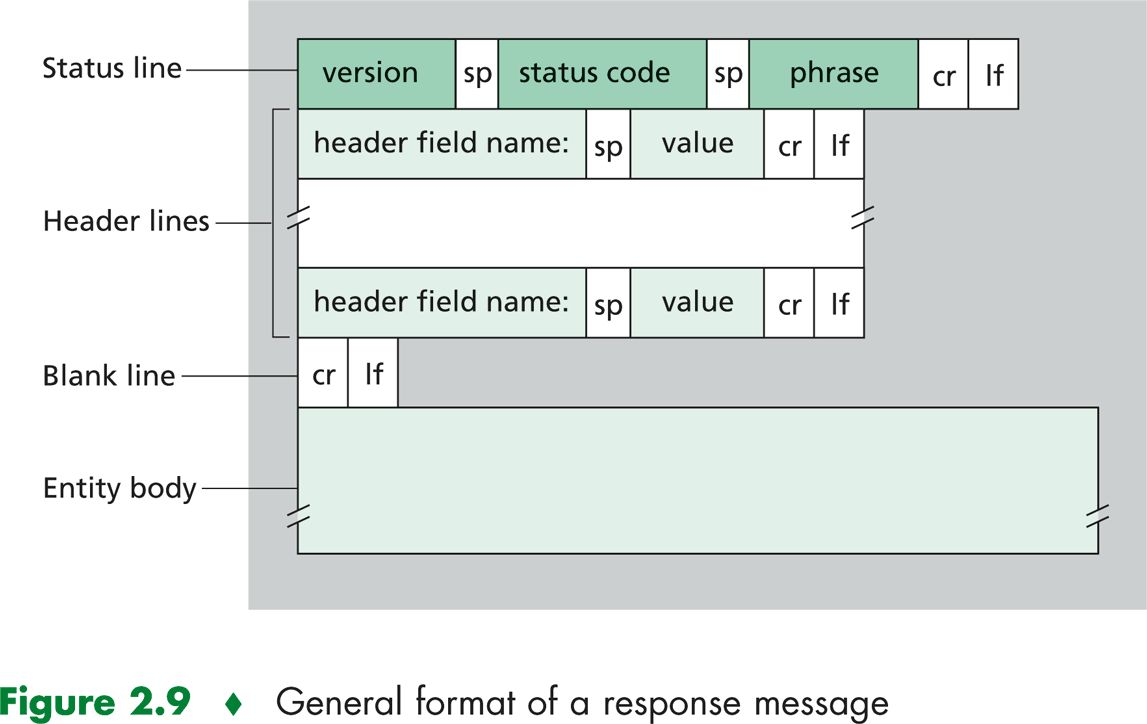 Status line version sp status code sp phrase cr lf
header field name: sp value cr lf
Header lines
header field name: sp value cr lf
Blank line cr lf
Entity body
Figure 2.9 ♦ General format of a response message